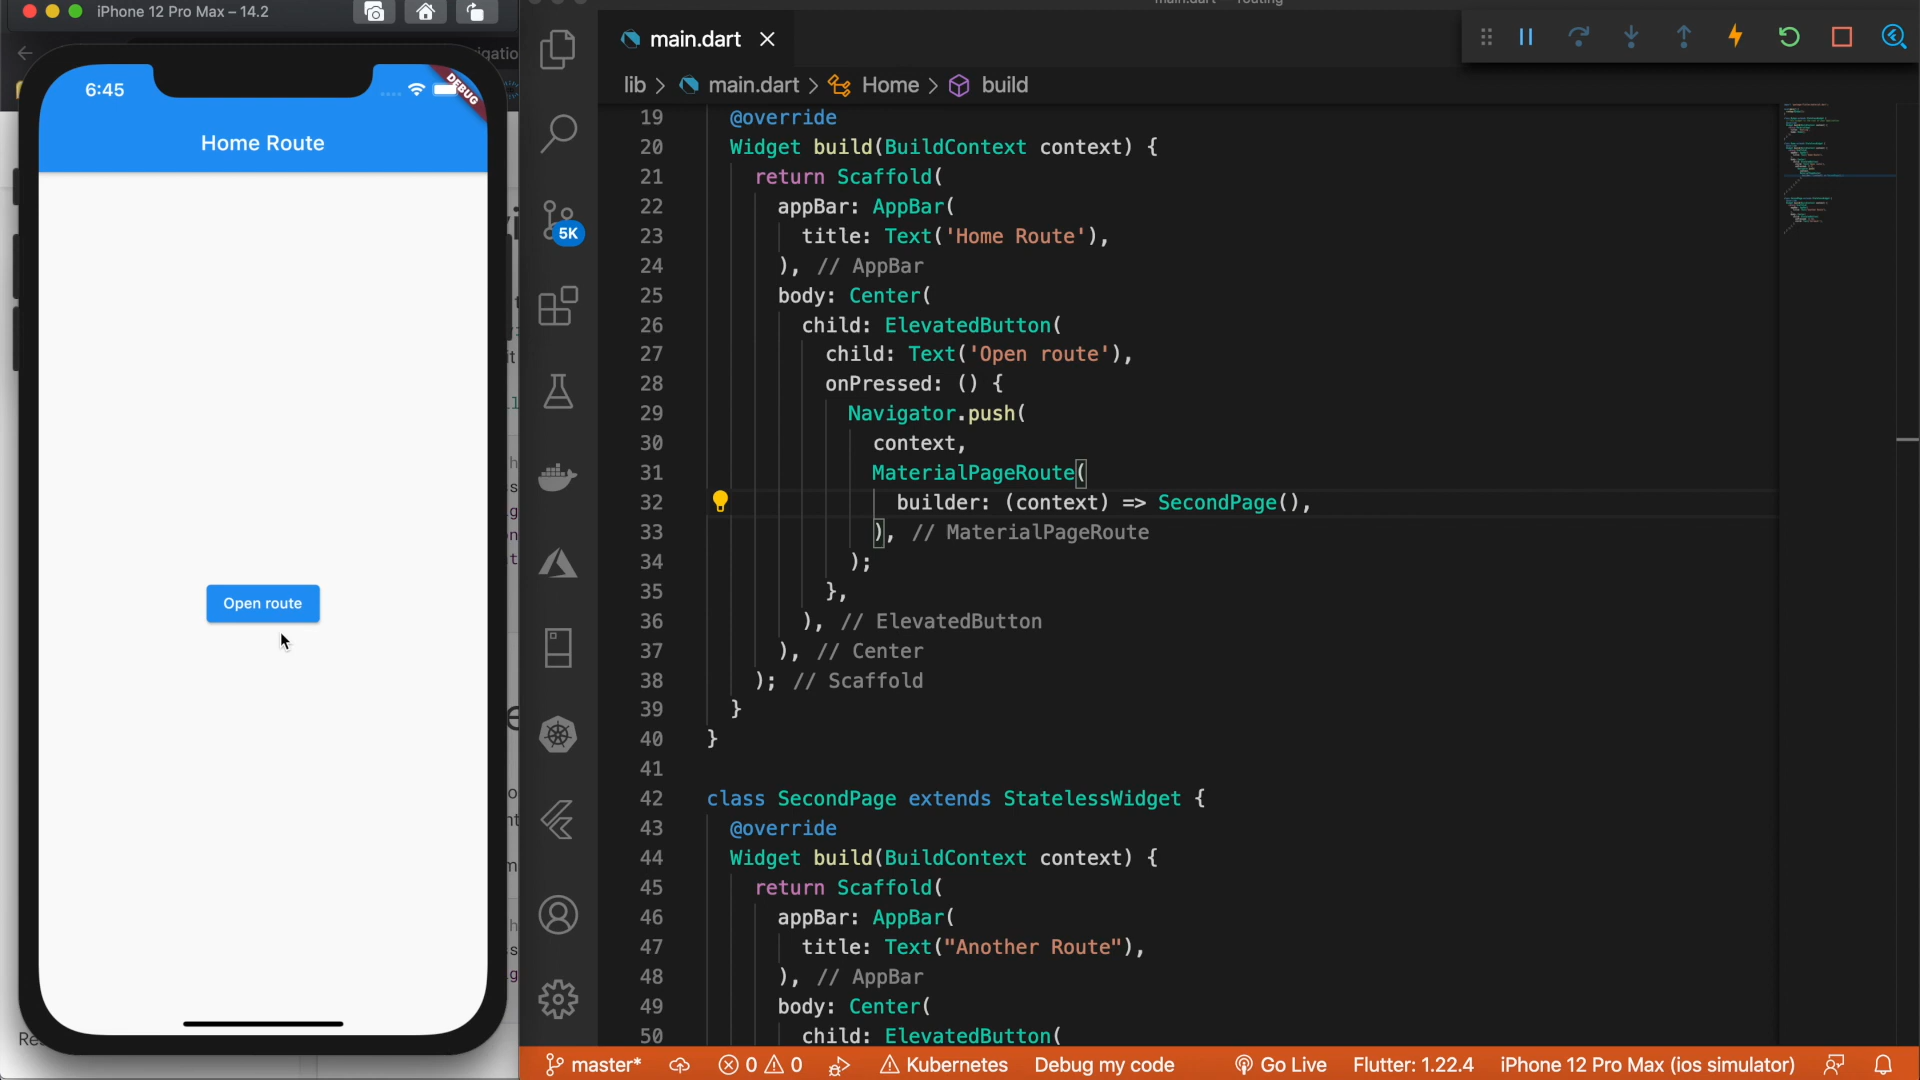 iPhone 12 Pro Max – 14.2
6:45
DEBUG
Home Route
Open route
main.dart
lib > main.dart > Home > build
5K
19 @override
20 Widget build(BuildContext context) {
21 return Scaffold(
22 appBar: AppBar(
23 title: Text('Home Route'),
24 ), // AppBar
25 body: Center(
26 child: ElevatedButton(
27 child: Text('Open route'),
28 onPressed: () {
29 Navigator.push(
30 context,
31 MaterialPageRoute(
32 builder: (context) => SecondPage(),
33 ), // MaterialPageRoute
34 );
35 },
36 ), // ElevatedButton
37 ), // Center
38 ); // Scaffold
39 }
40 }
41
42 class SecondPage extends StatelessWidget {
43 @override
44 Widget build(BuildContext context) {
45 return Scaffold(
46 appBar: AppBar(
47 title: Text("Another Route"),
48 ), // AppBar
49 body: Center(
50 child: ElevatedButton(
master* 0 0 Kubernetes Debug my code Go Live Flutter: 1.22.4 iPhone 12 Pro Max (ios simulator)